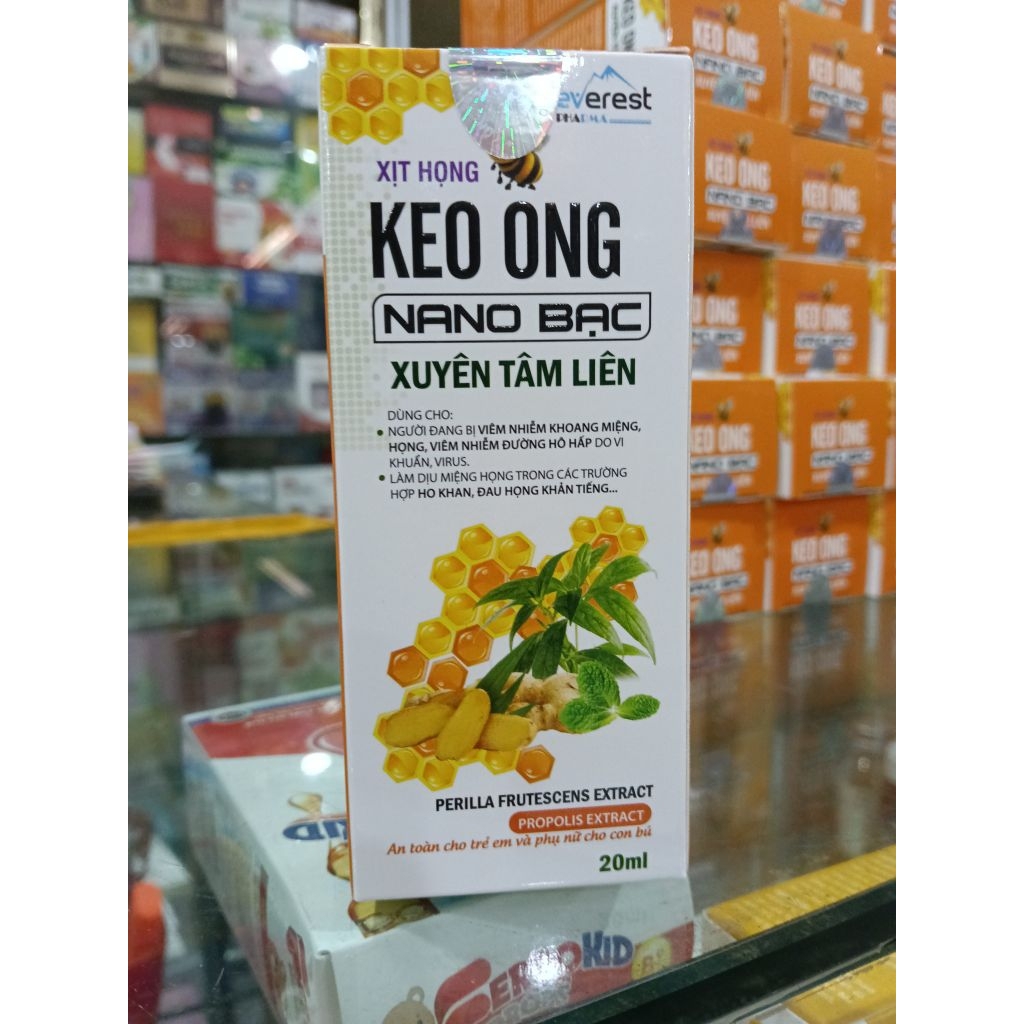 everest
PHARMA
XỊT HỌNG
KEO ONG
NANO BẠC
XUYÊN TÂM LIÊN
DÙNG CHO:
• NGƯỜI ĐANG BỊ VIÊM NHIỄM KHOANG MIỆNG,
HỌNG, VIÊM NHIỄM ĐƯỜNG HÔ HẤP DO VI
KHUẨN, VIRUS.
• LÀM DỊU MIỆNG HỌNG TRONG CÁC TRƯỜNG
HỢP HO KHAN, ĐAU HỌNG KHẢN TIẾNG...
PERILLA FRUTESCENS EXTRACT
PROPOLIS EXTRACT
An toàn cho trẻ em và phụ nữ cho con bú
20ml
KEO ONG
NANO BẠC
KEO ONG
NANO BẠC
KEO ONG
NANO BẠC
KEO ONG
NANO BẠC
KID